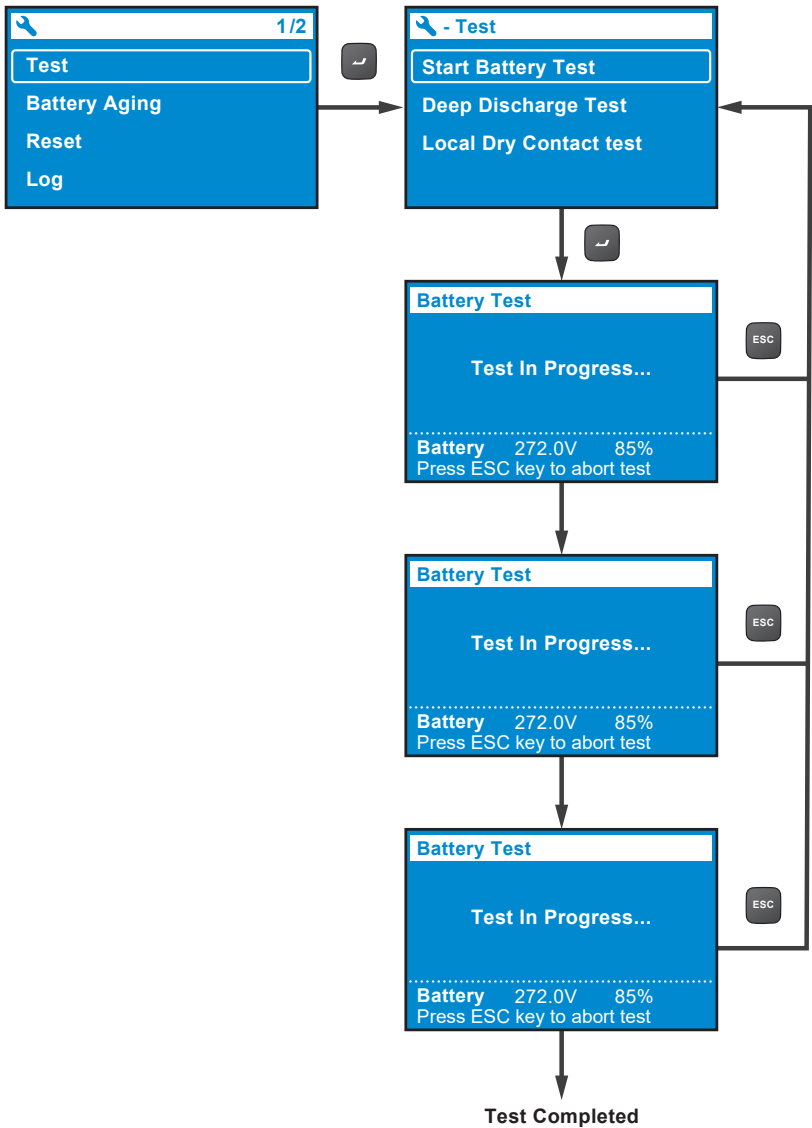 1/2
Test
Battery Aging
Reset
Log
- Test
Start Battery Test
Deep Discharge Test
Local Dry Contact test
Battery Test
Test In Progress...
Battery 272.0V 85%
Press ESC key to abort test
ESC
Battery Test
Test In Progress...
Battery 272.0V 85%
Press ESC key to abort test
ESC
Battery Test
Test In Progress...
Battery 272.0V 85%
Press ESC key to abort test
ESC
Test Completed